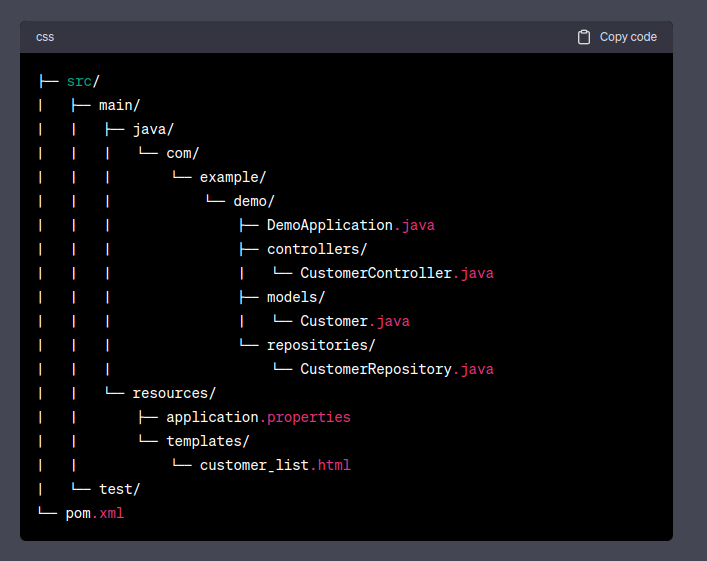 css Copy code
├── src/
|   ├── main/
|   |   ├── java/
|   |   |   └── com/
|   |   |       └── example/
|   |   |           └── demo/
|   |   |               ├── DemoApplication.java
|   |   |               ├── controllers/
|   |   |               |   └── CustomerController.java
|   |   |               ├── models/
|   |   |               |   └── Customer.java
|   |   |               └── repositories/
|   |   |                   └── CustomerRepository.java
|   |   └── resources/
|   |       ├── application.properties
|   |       └── templates/
|   |           └── customer_list.html
|   └── test/
└── pom.xml